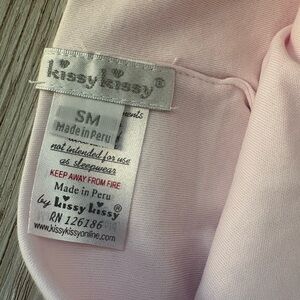 kissy kissy®
SM
Made in Peru
not intended for use
as sleepwear
KEEP AWAY FROM FIRE
Made in Peru
by kissy kissy®
RN 126186
www.kissykissyonline.com